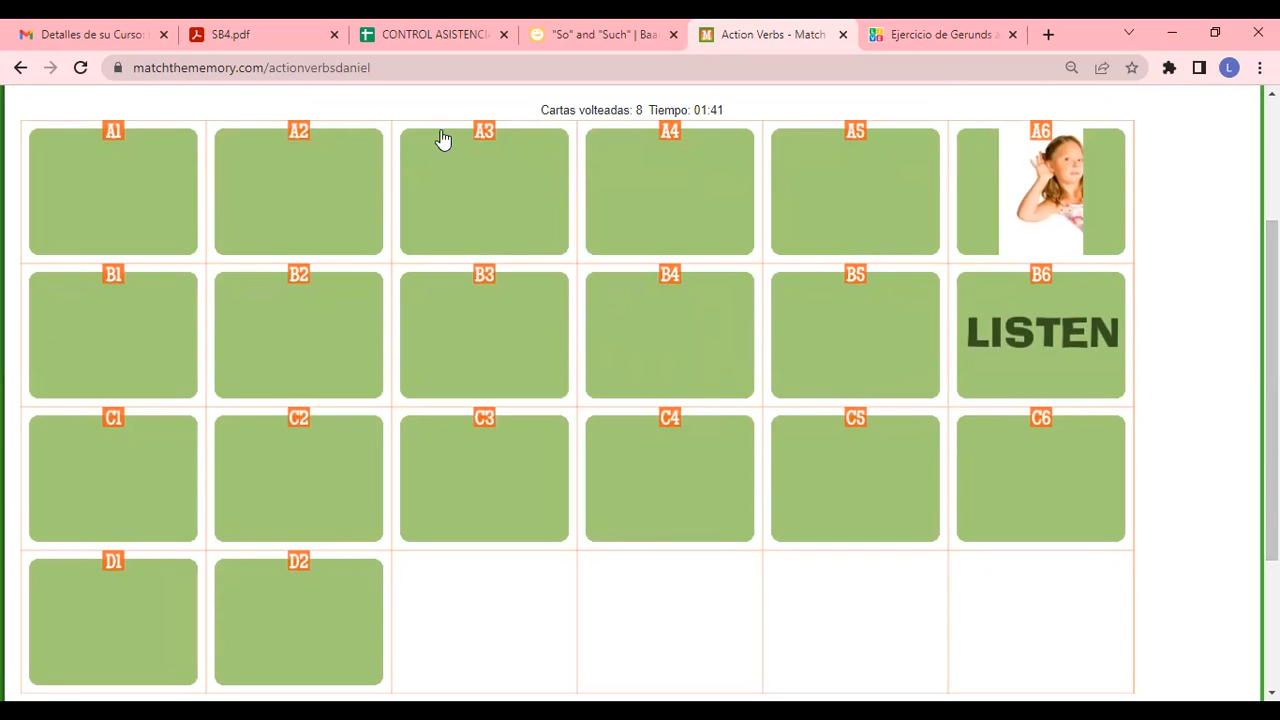 Detalles de su Curso:
SB4.pdf
CONTROL ASISTENCI
"So" and "Such" | Baa
Action Verbs - Match
Ejercicio de Gerunds a
matchthememory.com/actionverbsdaniel
L
Cartas volteadas: 8 Tiempo: 01:41
A1 A2 A3 A4 A5 A6
B1 B2 B3 B4 B5 B6
LISTEN
C1 C2 C3 C4 C5 C6
D1 D2